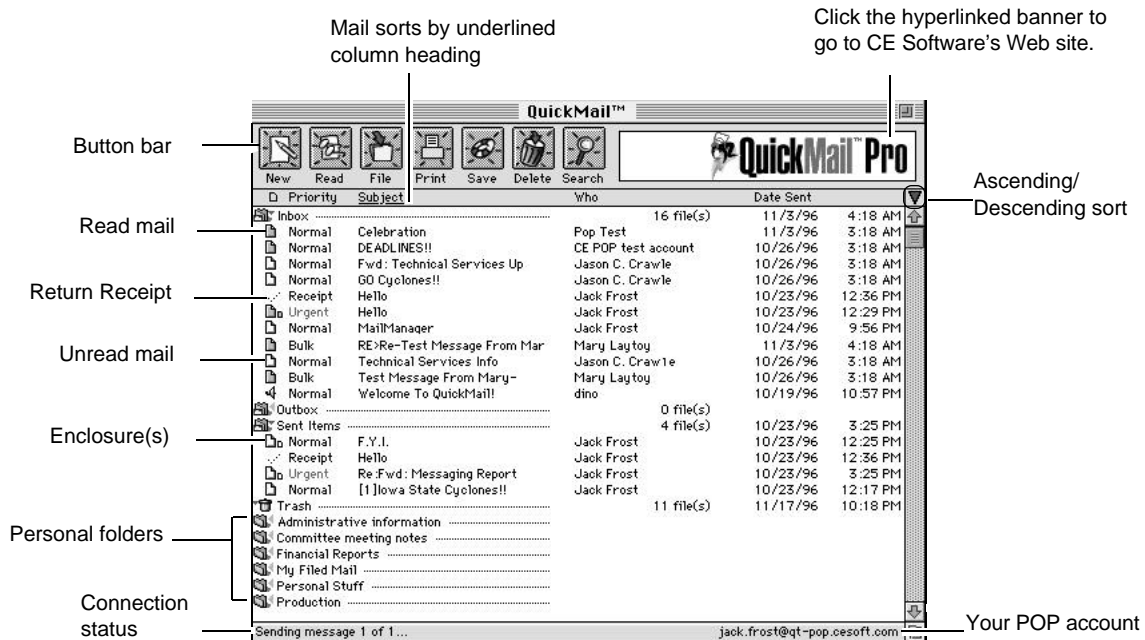 Mail sorts by underlined
column heading
Click the hyperlinked banner to
go to CE Software's Web site.
QuickMail™
Button bar
New Read File Print Save Delete Search
QuickMail™ Pro
Priority Subject Who Date Sent
Ascending/
Descending sort
Inbox 16 file(s) 11/3/96 4:18 AM
Read mail
Normal Celebration Pop Test 11/3/96 3:18 AM
Normal DEADLINES!! CE POP test account 10/26/96 3:18 AM
Normal Fwd: Technical Services Up Jason C. Crawle 10/26/96 3:18 AM
Normal GO Cyclones!! Jason C. Crawle 10/26/96 3:18 AM
Return Receipt
Receipt Hello Jack Frost 10/23/96 12:36 PM
Urgent Hello Jack Frost 10/23/96 12:29 PM
Normal MailManager Jack Frost 10/24/96 9:56 PM
Bulk RE>Re-Test Message From Mar Mary Laytoy 11/3/96 4:18 AM
Unread mail
Normal Technical Services Info Jason C. Crawle 10/26/96 3:18 AM
Bulk Test Message From Mary- Mary Laytoy 10/26/96 3:18 AM
Normal Welcome To QuickMail! dino 10/19/96 10:57 PM
Outbox 0 file(s)
Sent Items 4 file(s) 10/23/96 3:25 PM
Enclosure(s)
Normal F.Y.I. Jack Frost 10/23/96 12:25 PM
Receipt Hello Jack Frost 10/23/96 12:36 PM
Urgent Re:Fwd: Messaging Report Jack Frost 10/23/96 3:25 PM
Normal [1]Iowa State Cyclones!! Jack Frost 10/23/96 12:17 PM
Trash 11 file(s) 11/17/96 10:18 PM
Personal folders
Administrative information
Committee meeting notes
Financial Reports
My Filed Mail
Personal Stuff
Production
Connection
status
Sending message 1 of 1... jack.frost@qt-pop.cesoft.com
Your POP account